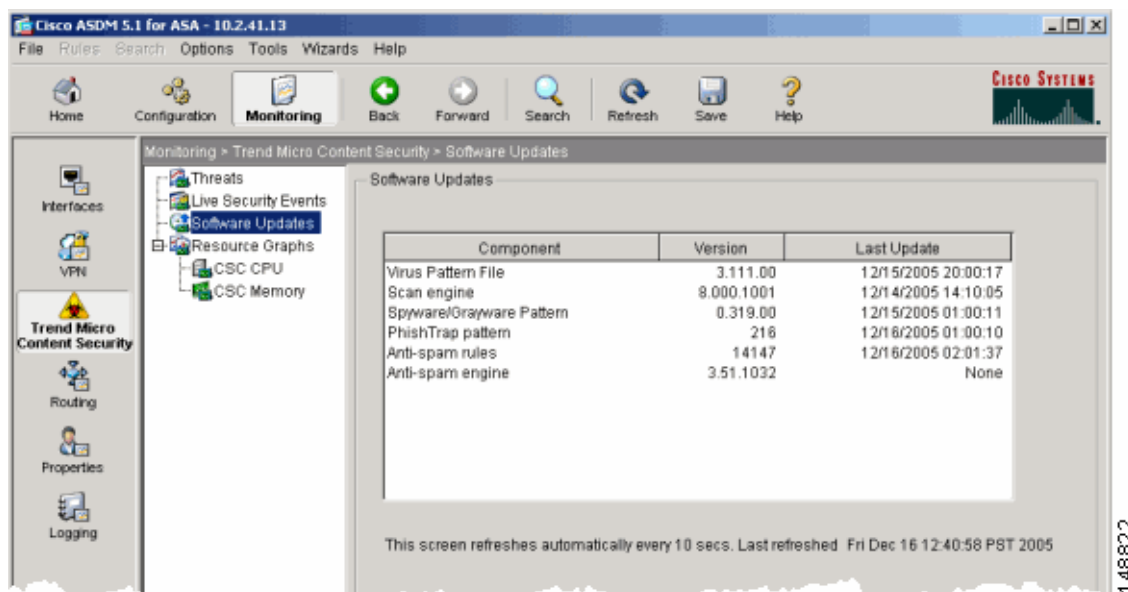 Cisco ASDM 5.1 for ASA - 10.2.41.13
File Rules Search Options Tools Wizards Help
Home Configuration Monitoring Back Forward Search Refresh Save Help
CISCO SYSTEMS
Monitoring > Trend Micro Content Security > Software Updates
Interfaces
VPN
Trend Micro
Content Security
Routing
Properties
Logging
Threats
Live Security Events
Software Updates
Resource Graphs
CSC CPU
CSC Memory
Software Updates
Component Version Last Update
Virus Pattern File 3.111.00 12/15/2005 20:00:17
Scan engine 8.000.1001 12/14/2005 14:10:05
Spyware/Grayware Pattern 0.319.00 12/15/2005 01:00:11
PhishTrap pattern 216 12/16/2005 01:00:10
Anti-spam rules 14147 12/16/2005 02:01:37
Anti-spam engine 3.51.1032 None
This screen refreshes automatically every 10 secs. Last refreshed Fri Dec 16 12:40:58 PST 2005
148822